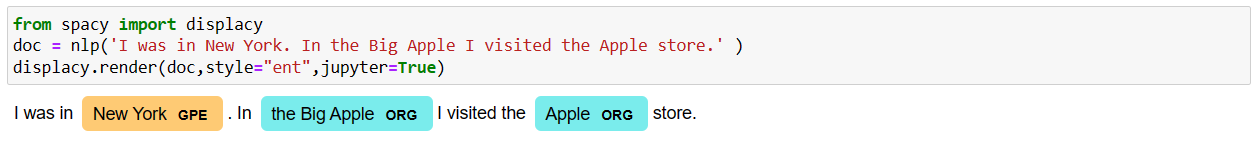 from spacy import displacy
doc = nlp('I was in New York. In the Big Apple I visited the Apple store.' )
displacy.render(doc,style="ent",jupyter=True)
I was in New York GPE . In the Big Apple ORG I visited the Apple ORG store.